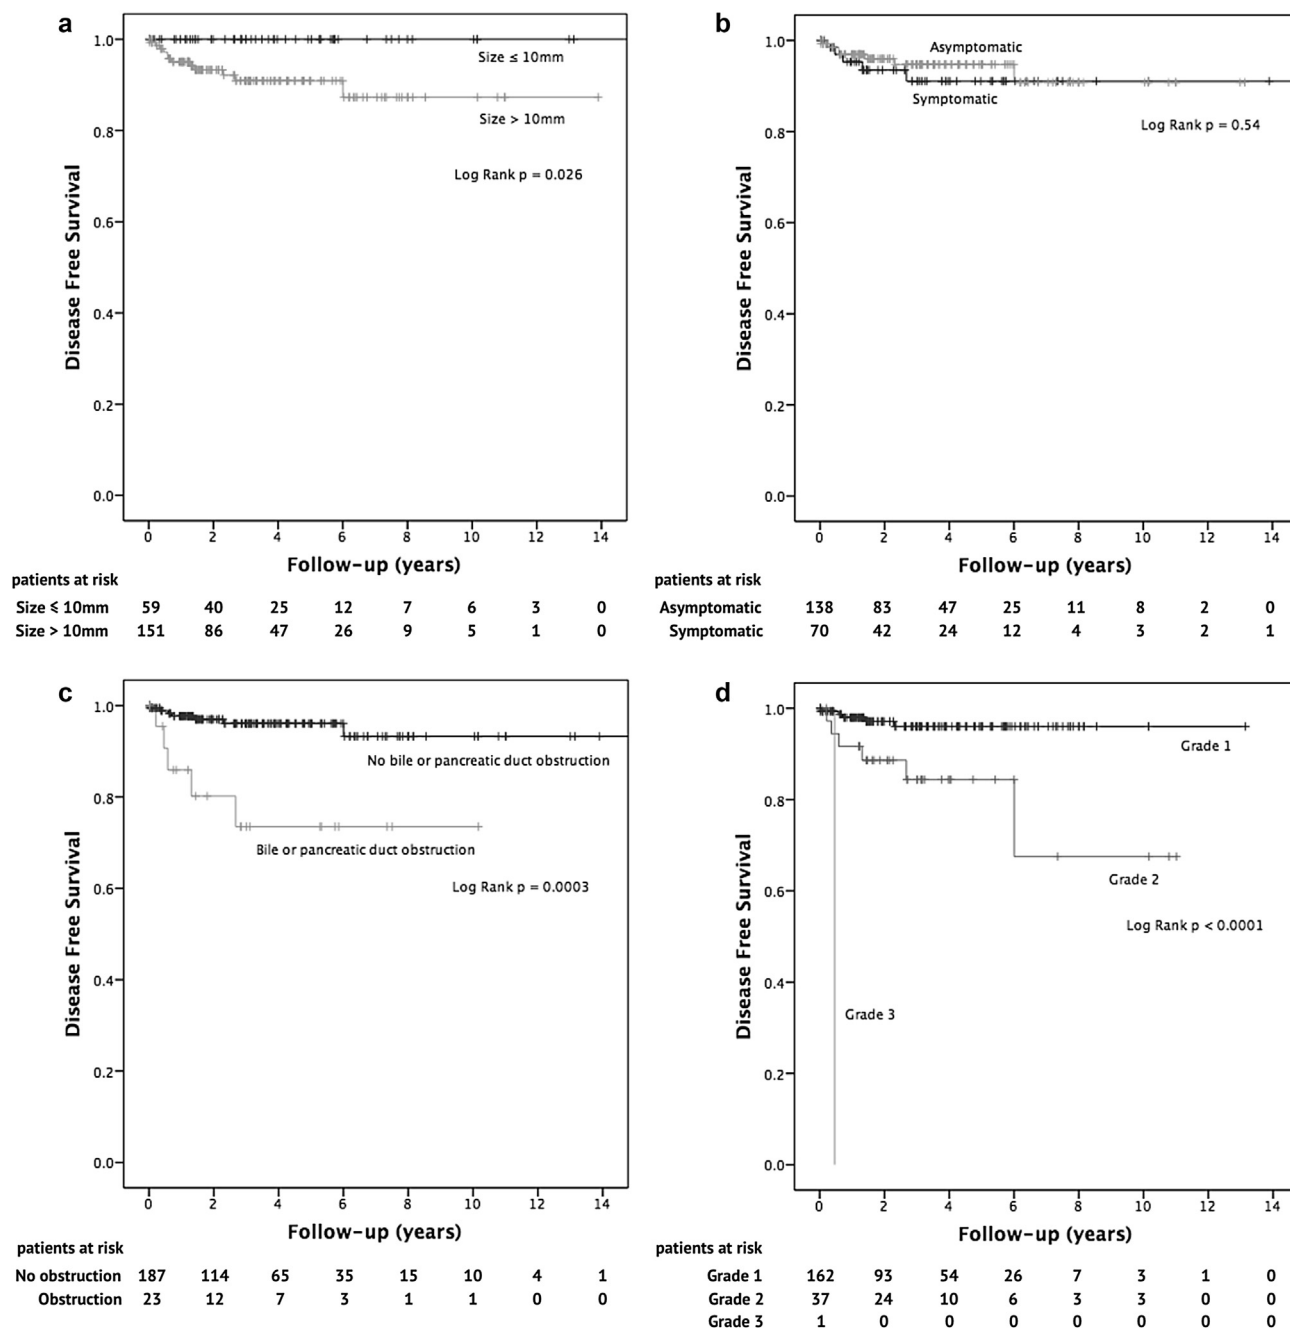 a
1.0
0.8
0.6
0.4
0.2
0.0
Disease Free Survival
Size ≤ 10mm
Size > 10mm
Log Rank p = 0.026
0 2 4 6 8 10 12 14
Follow-up (years)
patients at risk
Size ⩽ 10mm 59 40 25 12 7 6 3 0
Size > 10mm 151 86 47 26 9 5 1 0
b
1.0
0.8
0.6
0.4
0.2
0.0
Disease Free Survival
Asymptomatic
Symptomatic
Log Rank p = 0.54
0 2 4 6 8 10 12 14
Follow-up (years)
patients at risk
Asymptomatic 138 83 47 25 11 8 2 0
Symptomatic 70 42 24 12 4 3 2 1
c
1.0
0.8
0.6
0.4
0.2
0.0
Disease Free Survival
No bile or pancreatic duct obstruction
Bile or pancreatic duct obstruction
Log Rank p = 0.0003
0 2 4 6 8 10 12 14
Follow-up (years)
patients at risk
No obstruction 187 114 65 35 15 10 4 1
Obstruction 23 12 7 3 1 1 0 0
d
1.0
0.8
0.6
0.4
0.2
0.0
Disease Free Survival
Grade 1
Grade 2
Log Rank p < 0.0001
Grade 3
0 2 4 6 8 10 12 14
Follow-up (years)
patients at risk
Grade 1 162 93 54 26 7 3 1 0
Grade 2 37 24 10 6 3 3 0 0
Grade 3 1 0 0 0 0 0 0 0